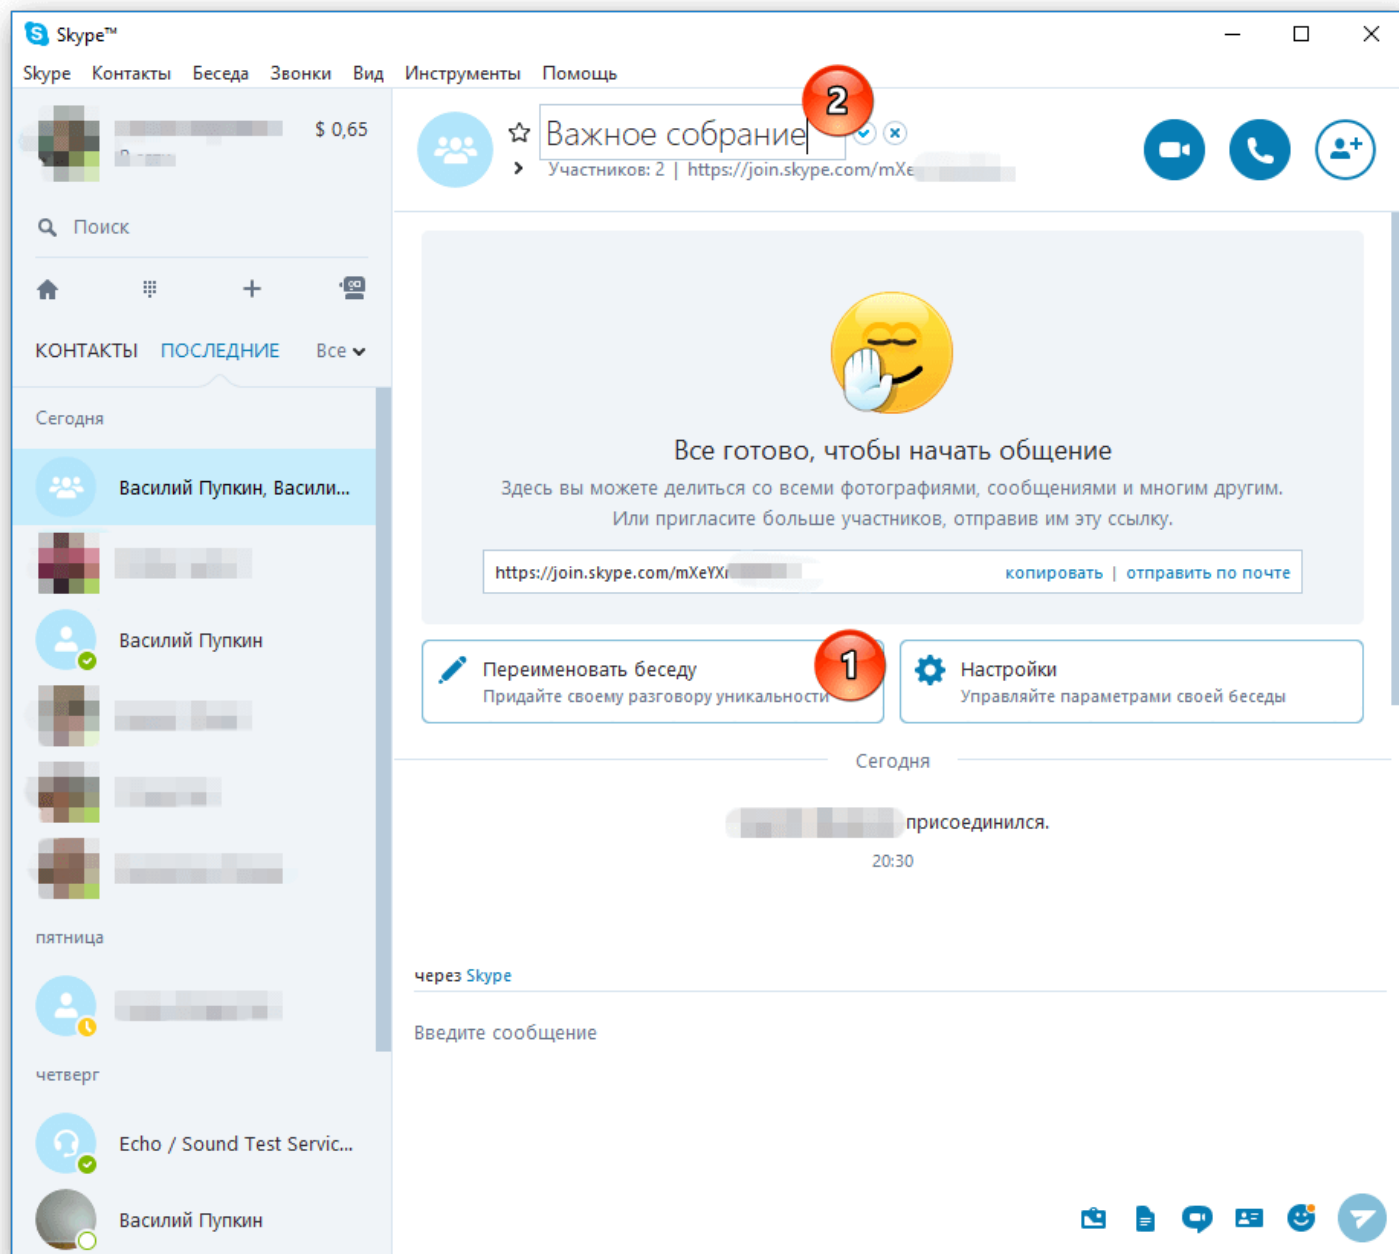 Skype™
Skype Контакты Беседа Звонки Вид Инструменты Помощь
$ 0,65
Поиск
КОНТАКТЫ ПОСЛЕДНИЕ Все
Сегодня
Василий Пупкин, Васили...
Василий Пупкин
пятница
четверг
Echo / Sound Test Servic...
Василий Пупкин
Важное собрание
2
Участников: 2 | https://join.skype.com/mXe
Все готово, чтобы начать общение
Здесь вы можете делиться со всеми фотографиями, сообщениями и многим другим.
Или пригласите больше участников, отправив им эту ссылку.
https://join.skype.com/mXeYX копировать | отправить по почте
Переименовать беседу
Придайте своему разговору уникальности
1
Настройки
Управляйте параметрами своей беседы
Сегодня
присоединился.
20:30
через Skype
Введите сообщение